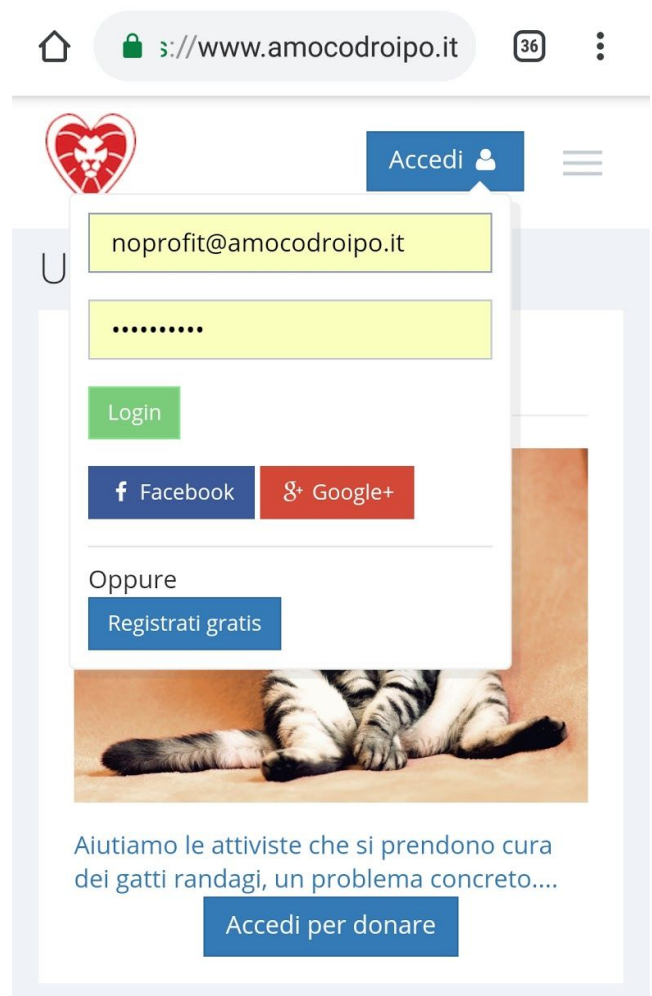 s://www.amocodroipo.it
36
Accedi
noprofit@amocodroipo.it
U
••••••••••
Login
f Facebook
g+ Google+
Oppure
Registrati gratis
Aiutiamo le attiviste che si prendono cura
dei gatti randagi, un problema concreto....
Accedi per donare